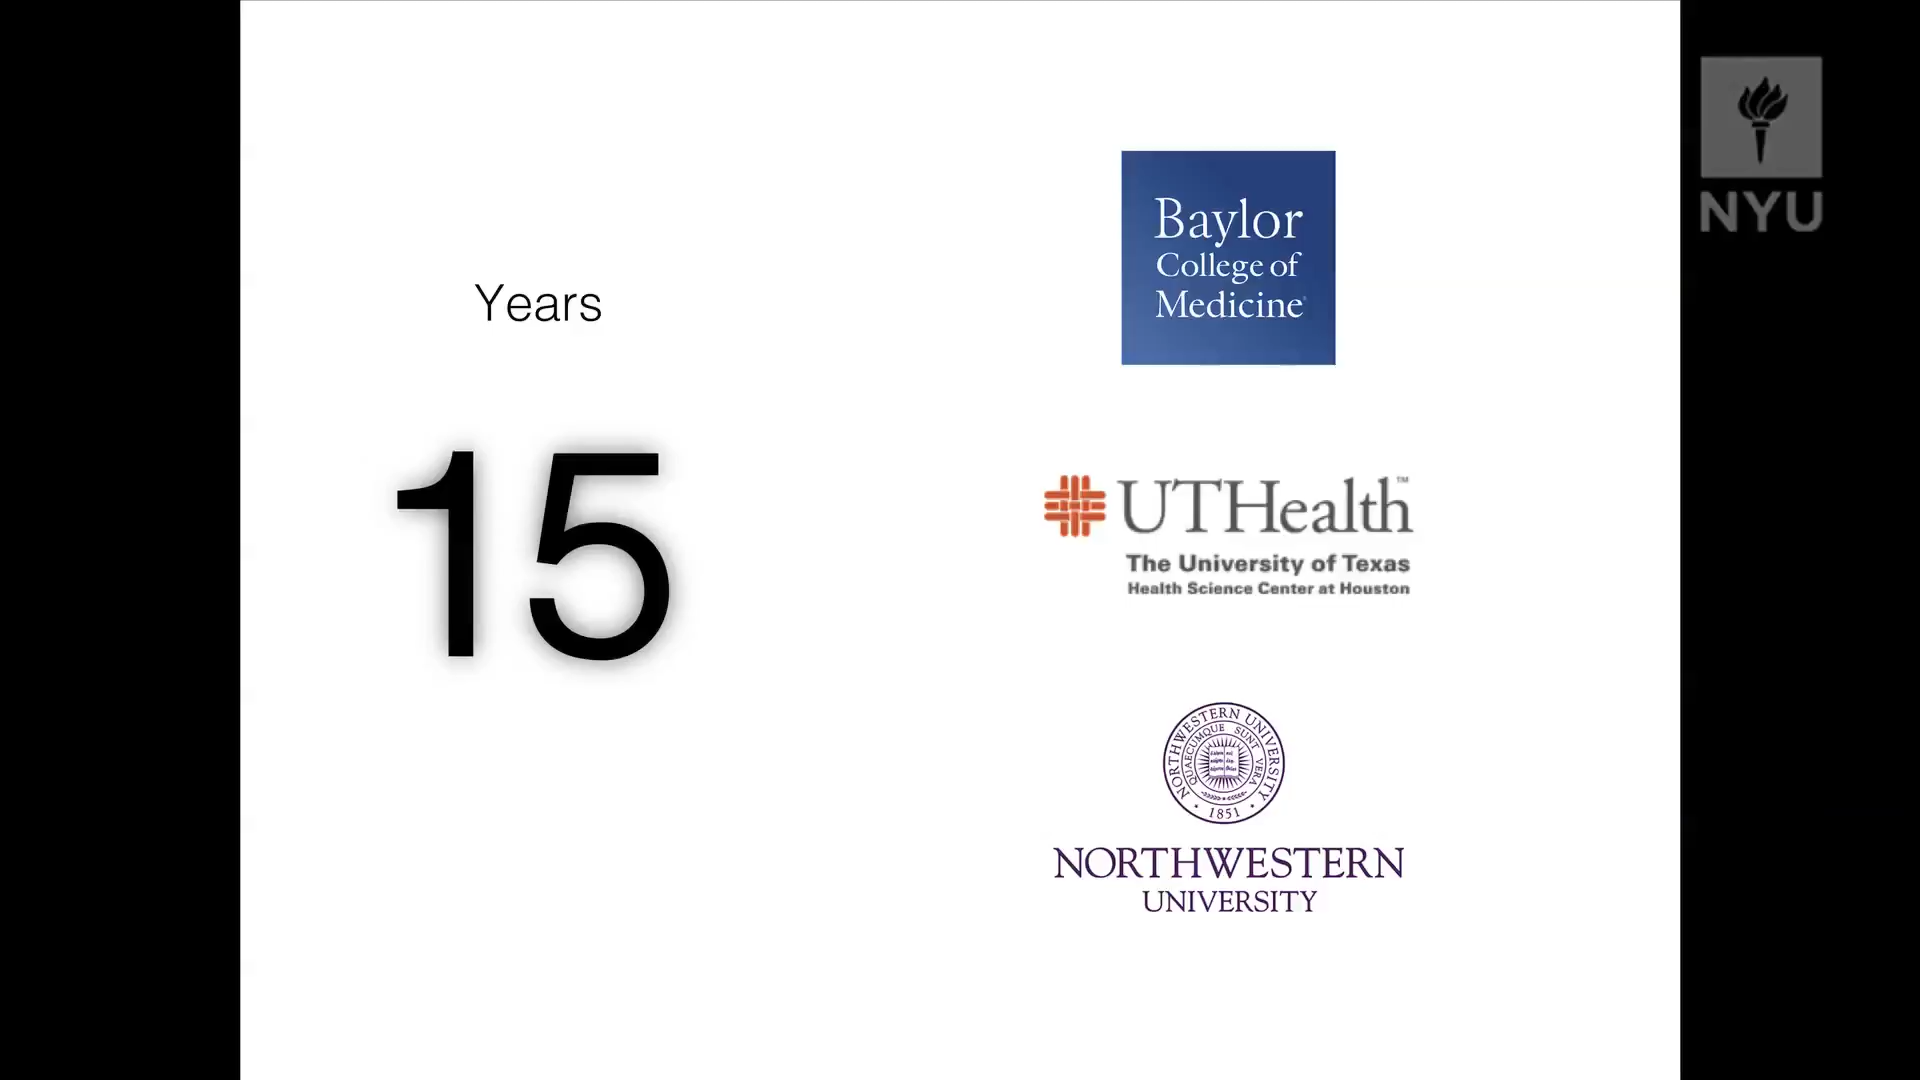 Years
15
Baylor
College of
Medicine®
UTHealth™
The University of Texas
Health Science Center at Houston
NORTHWESTERN UNIVERSITY
QUAECUMQUE SUNT VERA
1851
NORTHWESTERN
UNIVERSITY
NYU